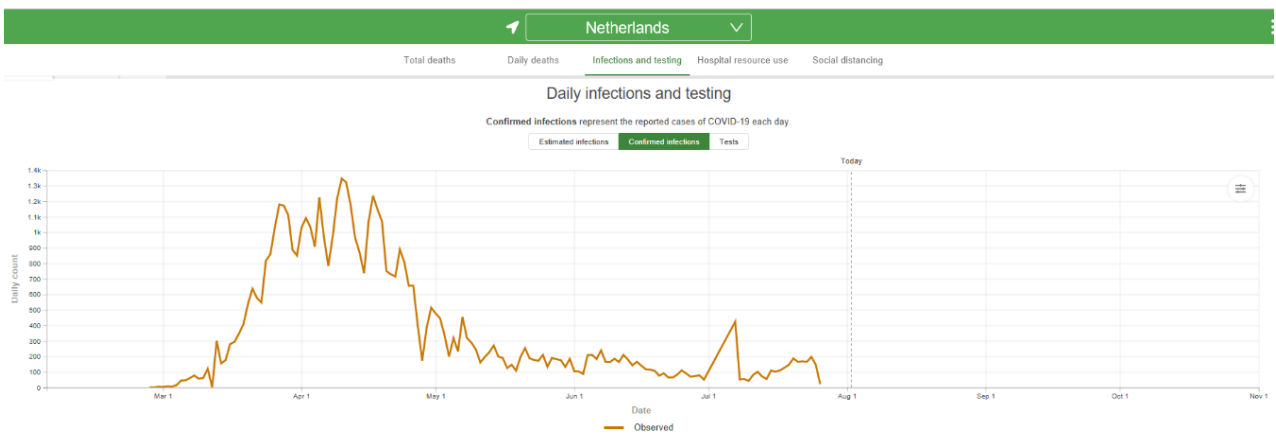 Netherlands
Total deaths Daily deaths Infections and testing Hospital resource use Social distancing
Daily infections and testing
Confirmed infections represent the reported cases of COVID-19 each day.
Estimated infections Confirmed infections Tests
Today
1.4k
1.3k
1.2k
1.1k
1k
900
800
700
600
500
400
300
200
100
0
Daily count
Mar 1 Apr 1 May 1 Jun 1 Jul 1 Aug 1 Sep 1 Oct 1 Nov 1
Date
Observed